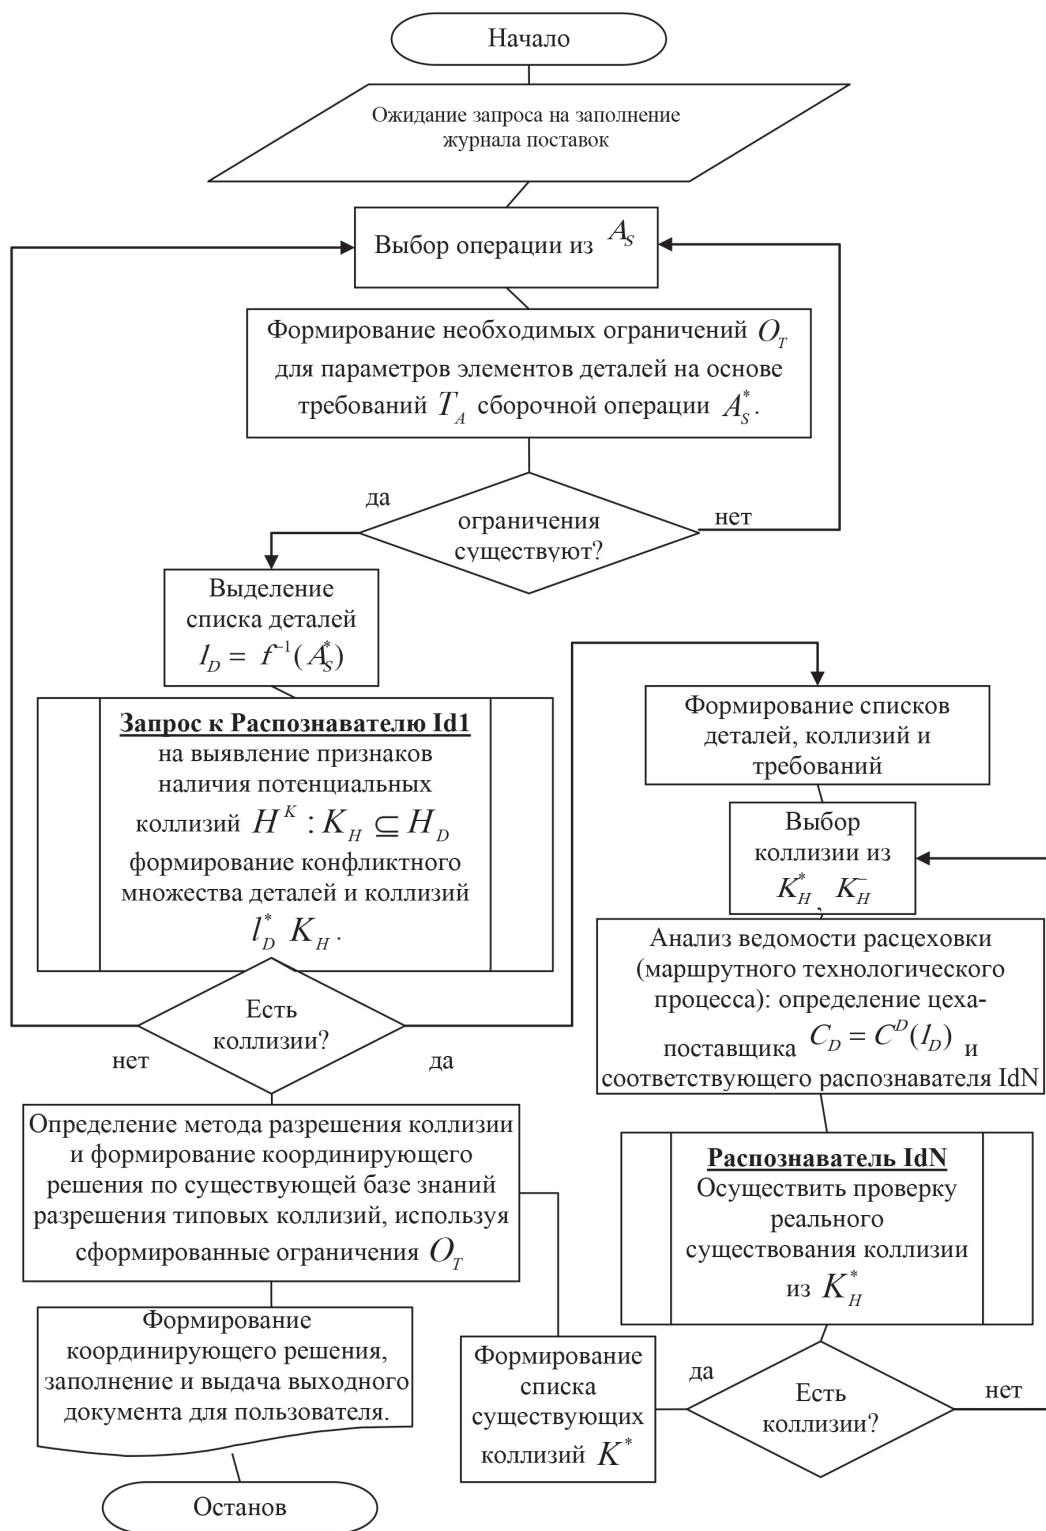 Начало
Ожидание запроса на заполнение
журнала поставок
Выбор операции из A_S
Формирование необходимых ограничений O_T
для параметров элементов деталей на основе
требований T_A сборочной операции A_S^*.
да
нет
ограничения
существуют?
Выделение
списка деталей
l_D = f^{-1}(A_S^*)
Запрос к Распознавателю Id1
на выявление признаков
наличия потенциальных
коллизий H^K : K_H ⊆ H_D
формирование конфликтного
множества деталей и коллизий
l_D^* K_H .
Есть
коллизии?
нет
да
Формирование списков
деталей, коллизий и
требований
Выбор
коллизии из
K_H^* , K_H^-
Анализ ведомости расцеховки
(маршрутного технологического
процесса): определение цеха-
поставщика C_D = C^D(l_D) и
соответствующего распознавателя IdN
Распознаватель IdN
Осуществить проверку
реального
существования коллизии
из K_H^*
да
нет
Есть
коллизии?
Формирование
списка
существующих
коллизий K^*
Определение метода разрешения коллизии
и формирование координирующего
решения по существующей базе знаний
разрешения типовых коллизий, используя
сформированные ограничения O_T
Формирование
координирующего решения,
заполнение и выдача выходного
документа для пользователя.
Останов